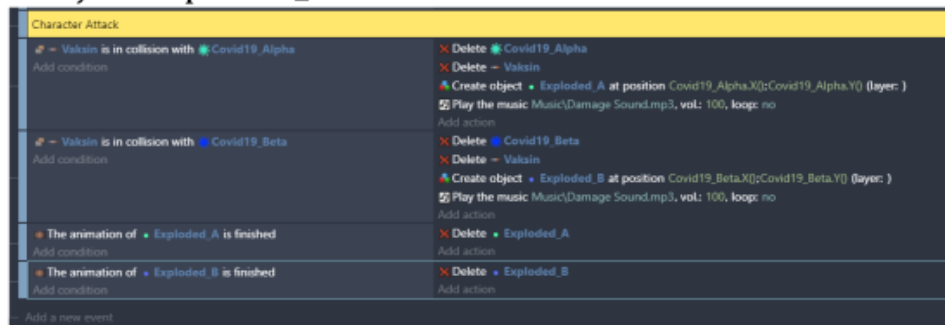 Character Attack
Vaksin is in collision with Covid19_Alpha
Add condition
Delete Covid19_Alpha
Delete Vaksin
Create object Exploded_A at position Covid19_Alpha.X();Covid19_Alpha.Y() (layer: )
Play the music Music\Damage Sound.mp3, vol.: 100, loop: no
Add action
Vaksin is in collision with Covid19_Beta
Add condition
Delete Covid19_Beta
Delete Vaksin
Create object Exploded_B at position Covid19_Beta.X();Covid19_Beta.Y() (layer: )
Play the music Music\Damage Sound.mp3, vol.: 100, loop: no
Add action
The animation of Exploded_A is finished
Add condition
Delete Exploded_A
Add action
The animation of Exploded_B is finished
Add condition
Delete Exploded_B
Add action
Add a new event